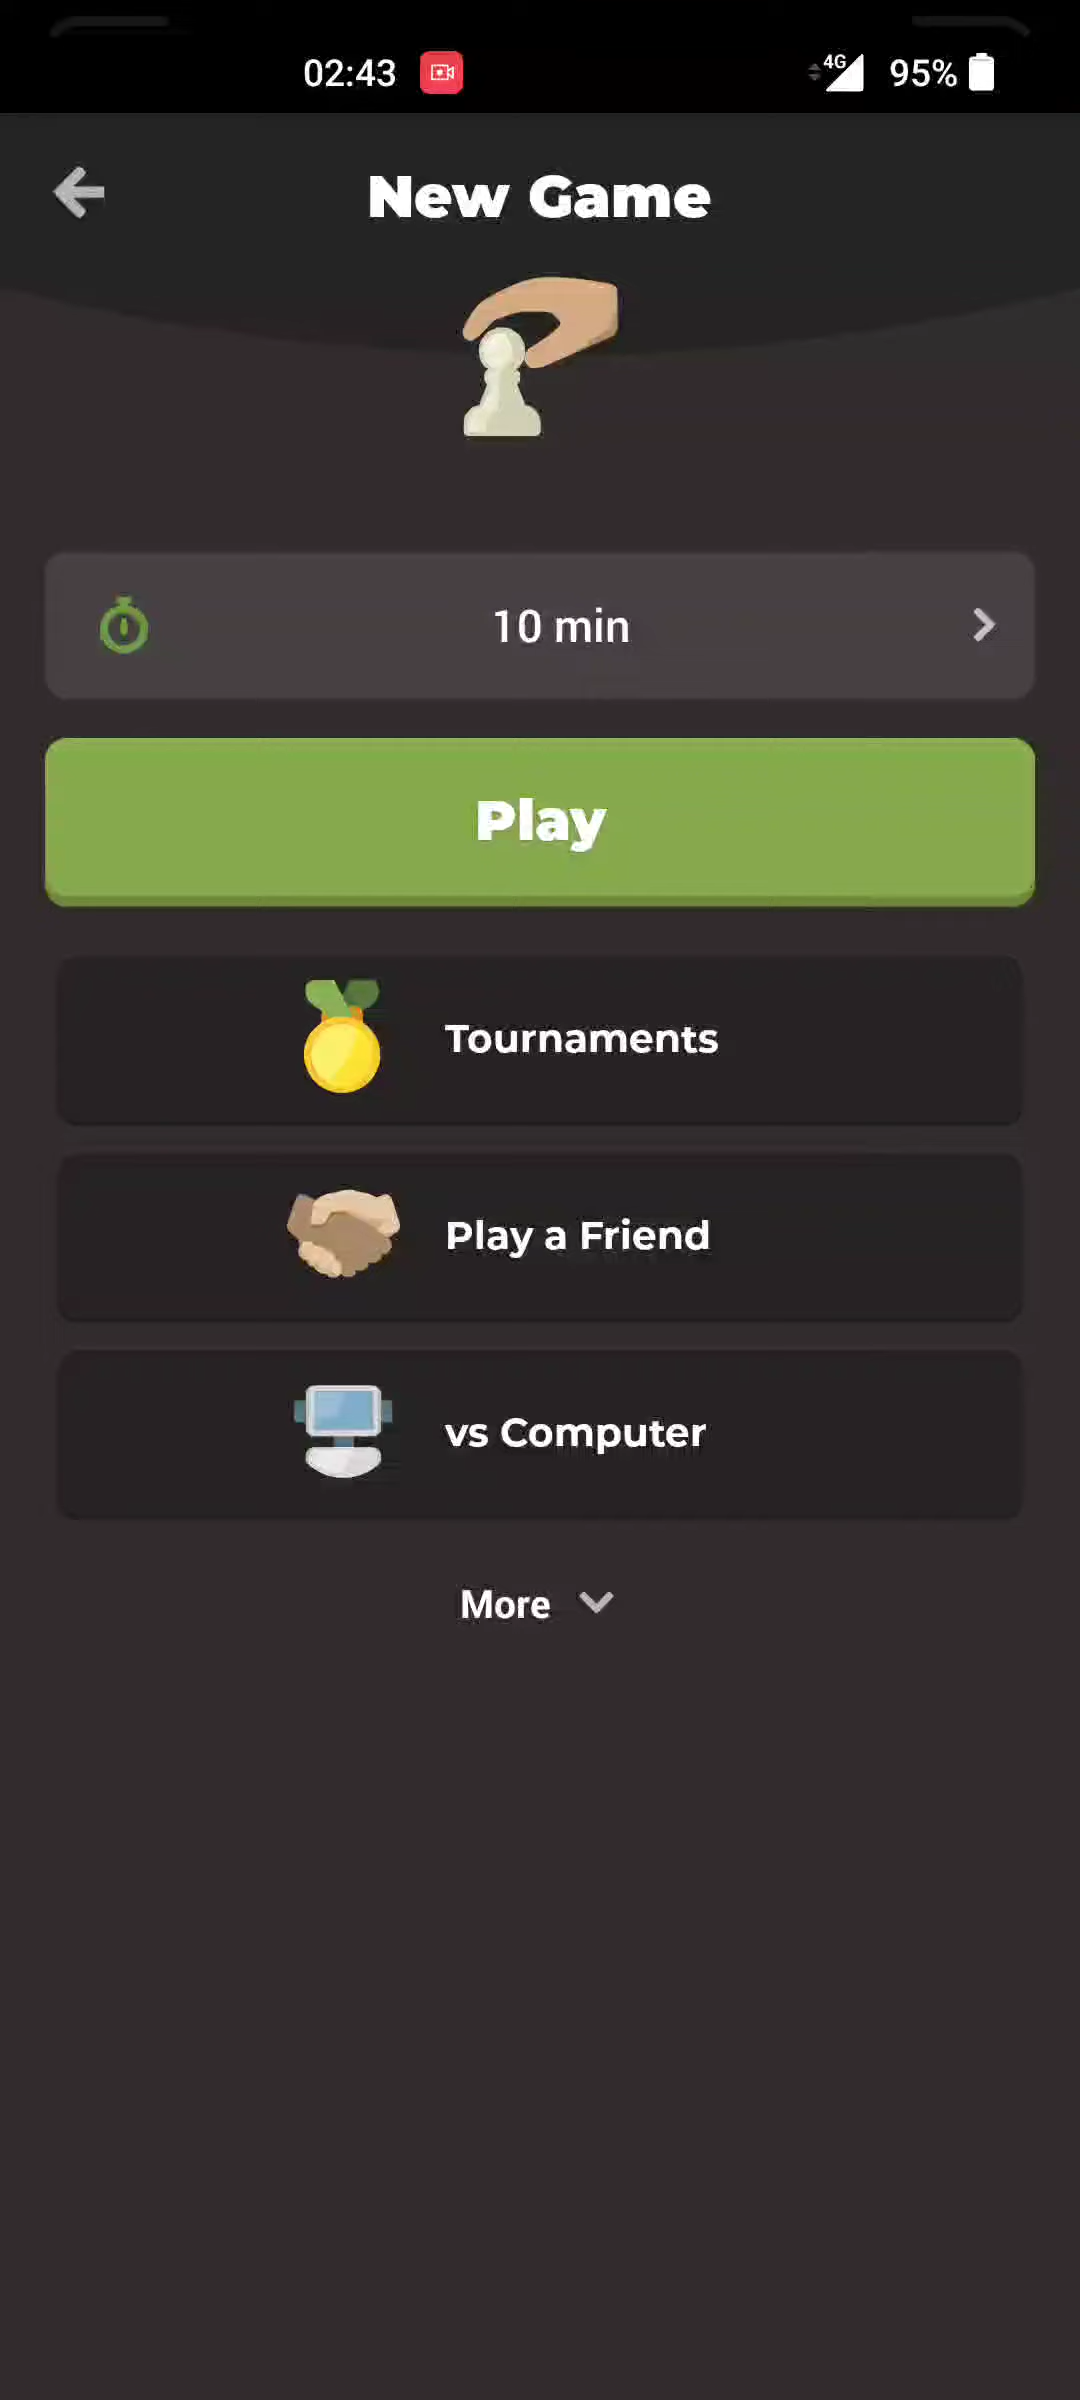 02:43
4G
95%
New Game
10 min
Play
Tournaments
Play a Friend
vs Computer
More